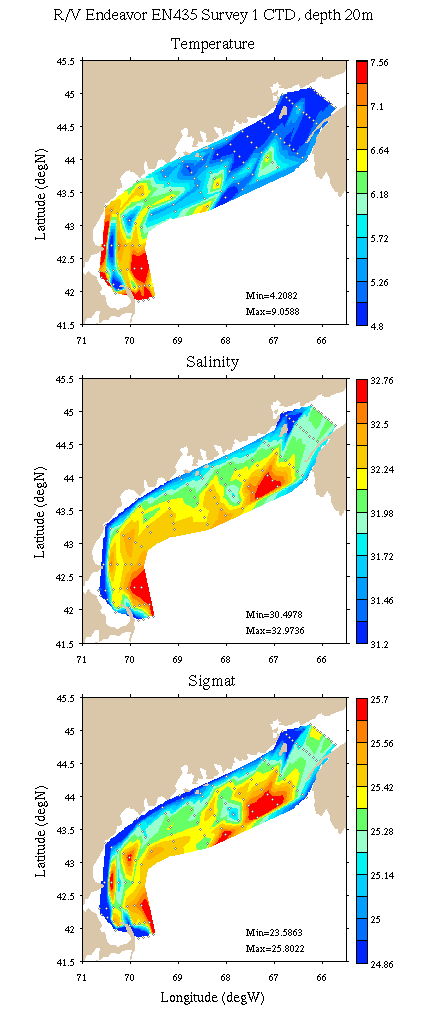 R/V Endeavor EN435 Survey 1 CTD, depth 20m
Temperature
45.5
45
44.5
44
43.5
43
42.5
42
41.5
Latitude (degN)
71 70 69 68 67 66
Min=4.2082
Max=9.0588
7.56
7.1
6.64
6.18
5.72
5.26
4.8
Salinity
45.5
45
44.5
44
43.5
43
42.5
42
41.5
Latitude (degN)
71 70 69 68 67 66
Min=30.4978
Max=32.9736
32.76
32.5
32.24
31.98
31.72
31.46
31.2
Sigmat
45.5
45
44.5
44
43.5
43
42.5
42
41.5
Latitude (degN)
71 70 69 68 67 66
Min=23.5863
Max=25.8022
25.7
25.56
25.42
25.28
25.14
25
24.86
Longitude (degW)